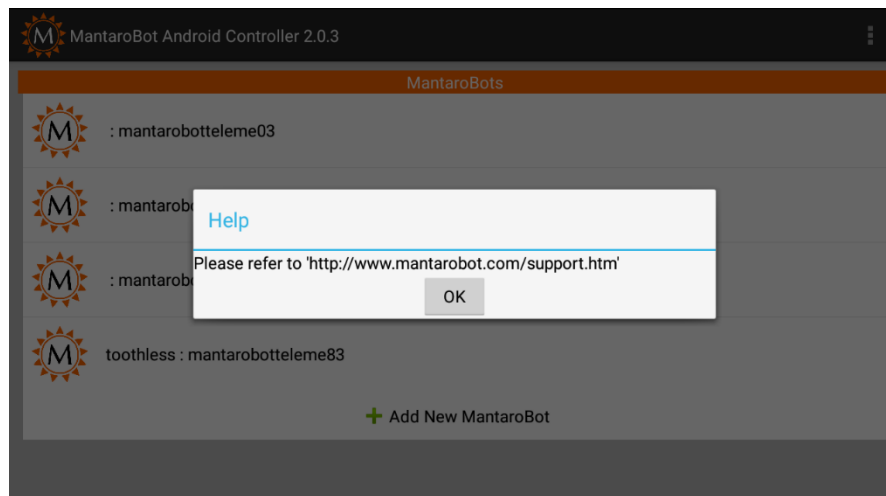 M MantaroBot Android Controller 2.0.3
MantaroBots
M : mantarobotteleme03
M : mantarob
Help
Please refer to 'http://www.mantarobot.com/support.htm'
M : mantarob
OK
M toothless : mantarobotteleme83
+ Add New MantaroBot